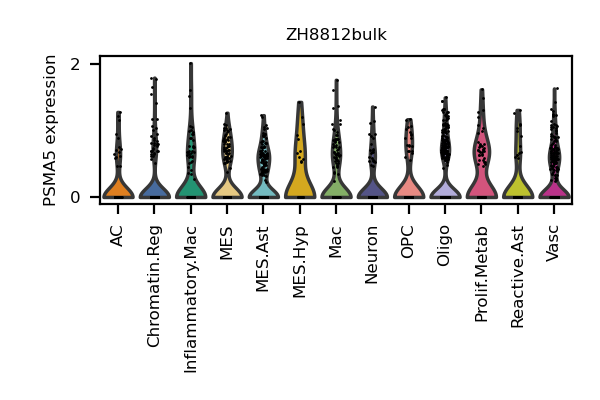 ZH8812bulk
PSMA5 expression
2
0
AC
Chromatin.Reg
Inflammatory.Mac
MES
MES.Ast
MES.Hyp
Mac
Neuron
OPC
Oligo
Prolif.Metab
Reactive.Ast
Vasc